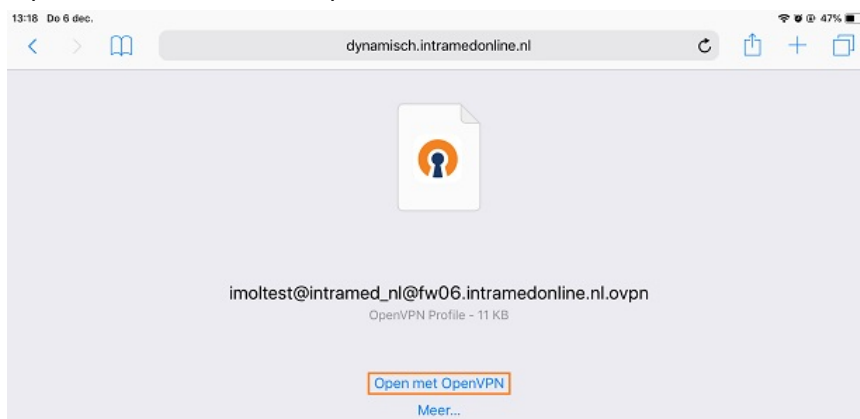 13:18 Do 6 dec. 47%
dynamisch.intramedonline.nl
imoltest@intramed_nl@fw06.intramedonline.nl.ovpn
OpenVPN Profile - 11 KB
Open met OpenVPN
Meer...